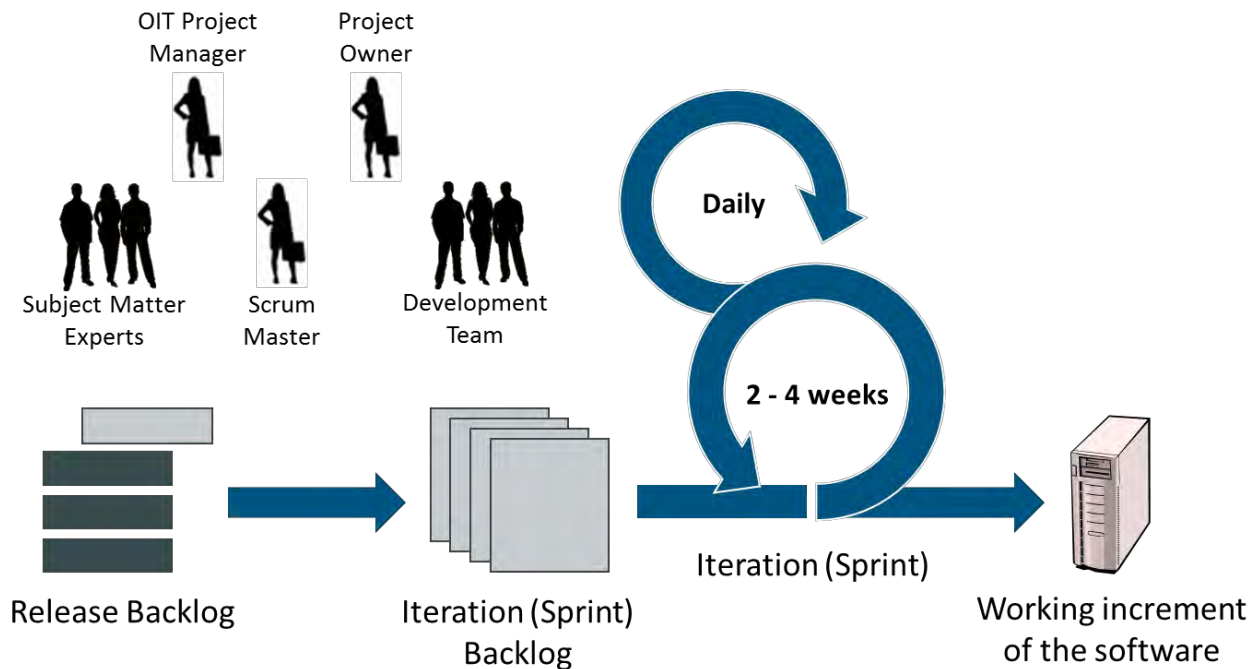 OIT Project
Manager
Project
Owner
Subject Matter
Experts
Scrum
Master
Development
Team
Daily
2 - 4 weeks
Release Backlog
Iteration (Sprint)
Backlog
Iteration (Sprint)
Working increment
of the software